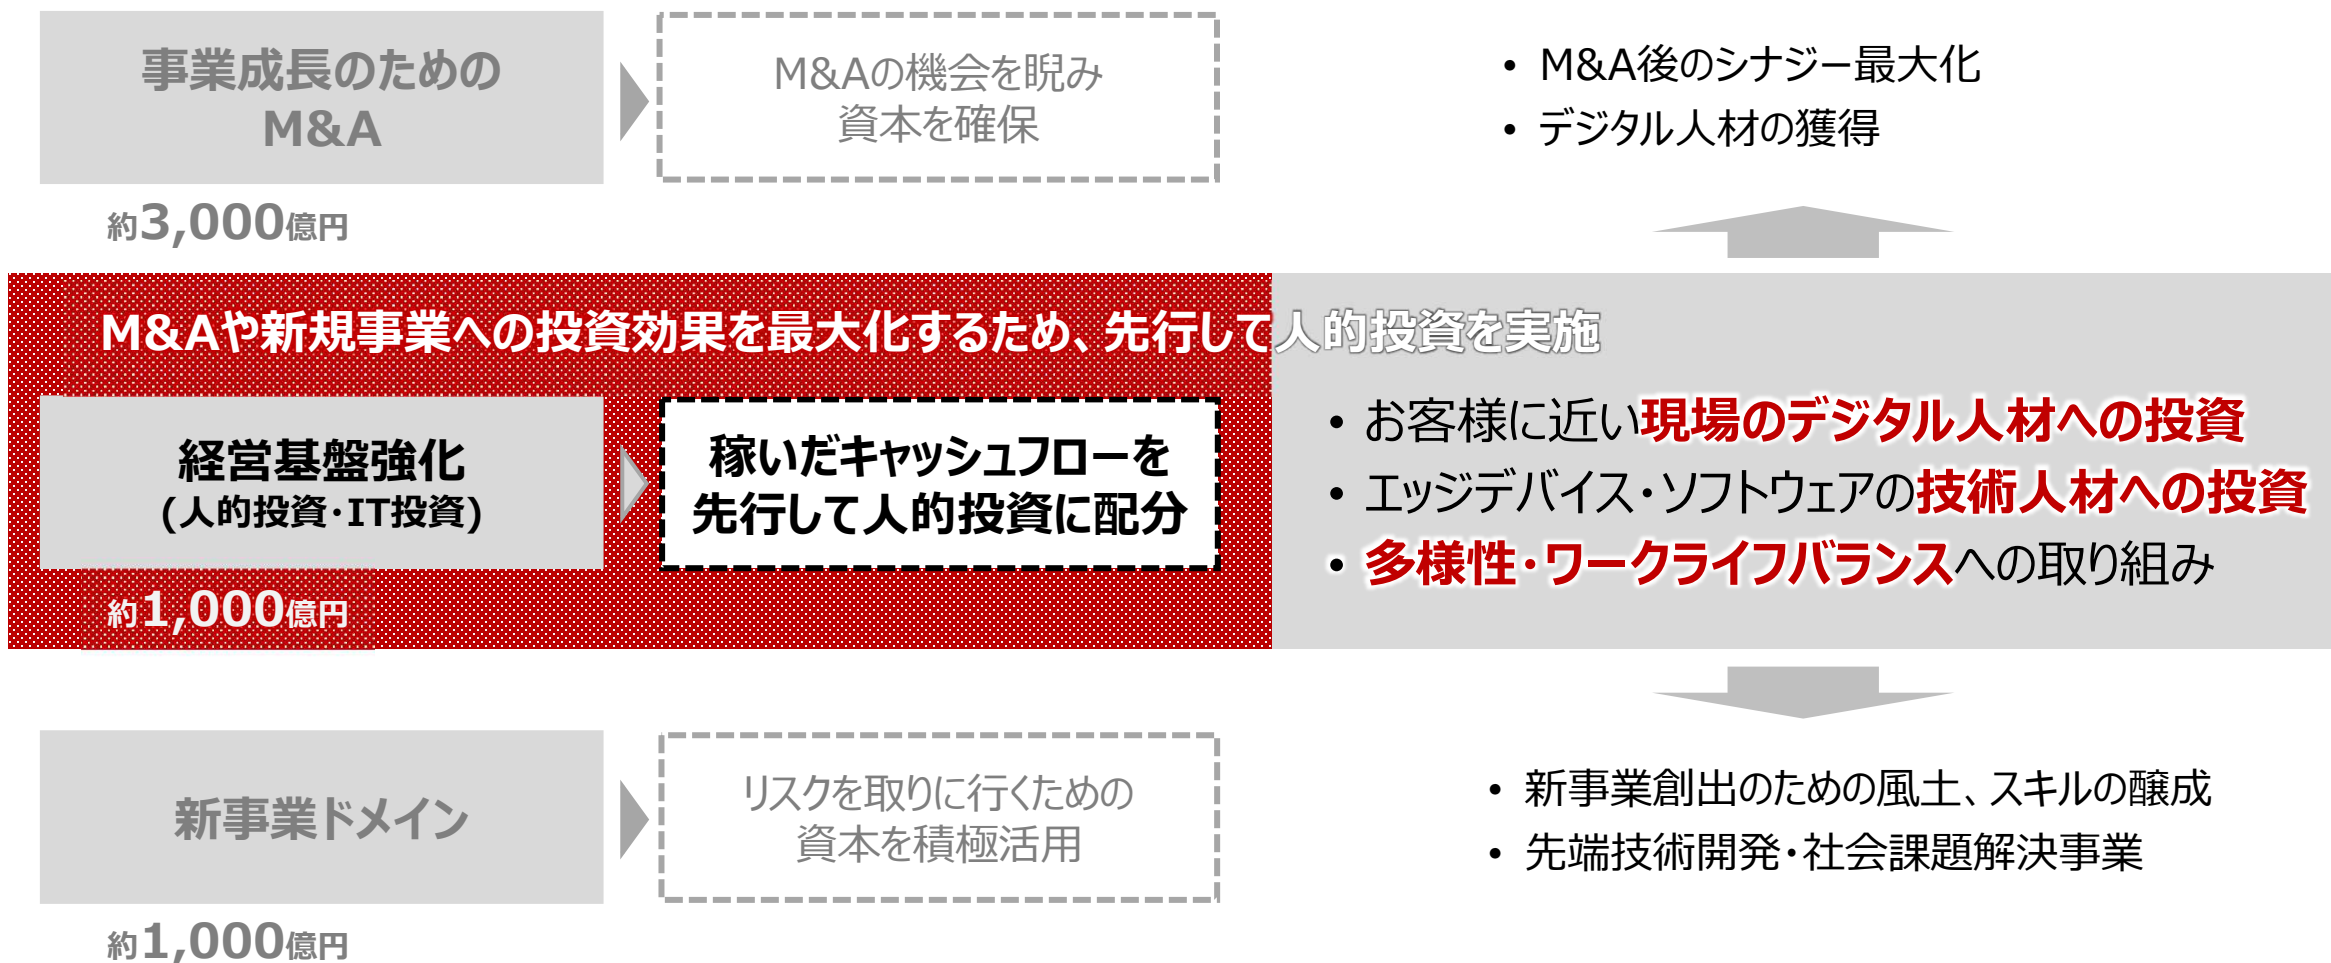 事業成長のための
M&A
M&Aの機会を睨み
資本を確保
• M&A後のシナジー最大化
• デジタル人材の獲得
約3,000億円
M&Aや新規事業への投資効果を最大化するため、先行して人的投資を実施
経営基盤強化
(人的投資・IT投資)
稼いだキャッシュフローを
先行して人的投資に配分
• お客様に近い現場のデジタル人材への投資
• エッジデバイス・ソフトウェアの技術人材への投資
• 多様性・ワークライフバランスへの取り組み
約1,000億円
新事業ドメイン
リスクを取りに行くための
資本を積極活用
• 新事業創出のための風土、スキルの醸成
• 先端技術開発・社会課題解決事業
約1,000億円